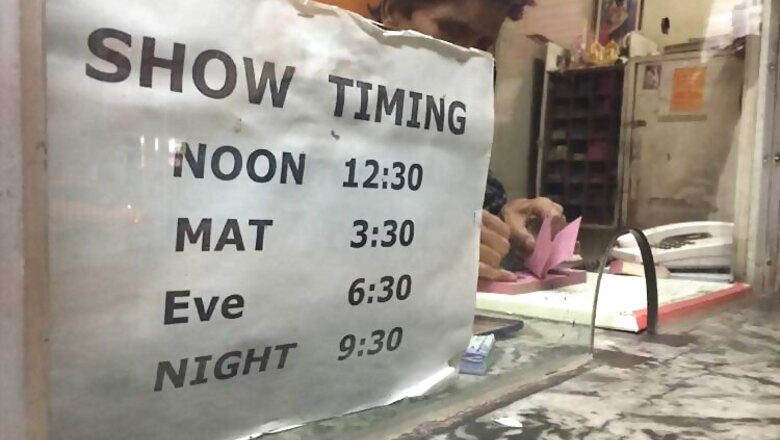 SHOW TIMING
NOON 12:30
MAT 3:30
Eve 6:30
NIGHT 9:30